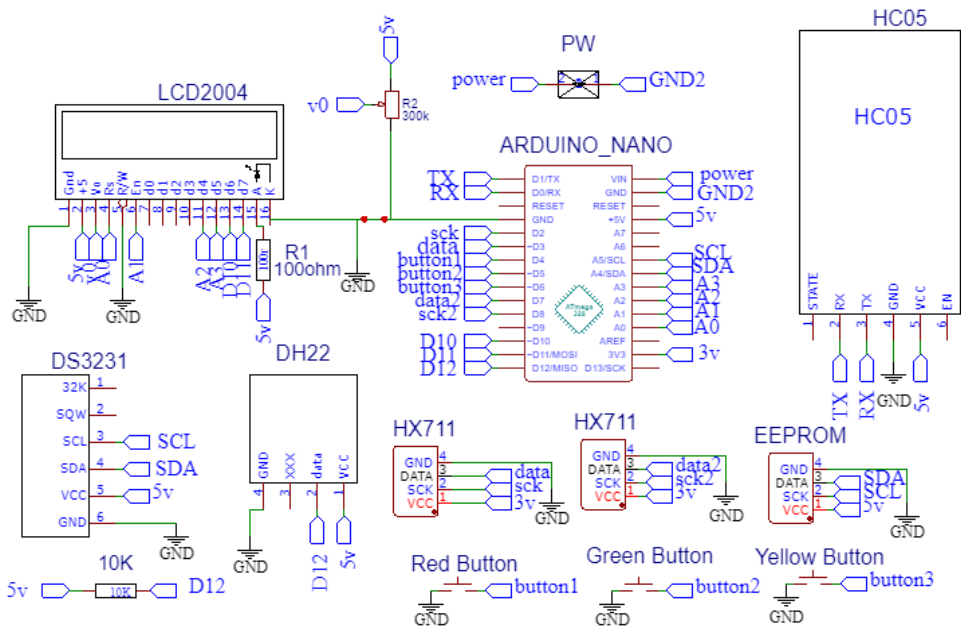 HC05
5v
PW
power
2
1
GND2
LCD2004
v0
R2
300k
HC05
ARDUINO_NANO
Gnd
+5
Vo
Rs
R/W
En
d0
d1
d2
d3
d4
d5
d6
d7
A
K
1
2
3
4
5
6
7
8
9
10
11
12
13
14
15
16
TX
D1/TX
VIN
power
RX
D0/RX
GND
GND2
RESET
RESET
GND
+5V
5v
sck
D2
A7
data
~D3
A6
button1
D4
A5/SCL
SCL
button2
~D5
A4/SDA
SDA
button3
~D6
A3
A3
data2
D7
A2
A2
sck2
D8
A1
A1
~D9
A0
A0
D10
~D10
AREF
D11
~D11/MOSI
3V3
3v
D12
D12/MISO
D13/SCK
ATmega
R1
100ohm
100r
5v
A0
A1
A2
A3
D10
D11
5v
GND
GND
GND
STATE
RX
TX
GND
VCC
EN
1
2
3
4
5
6
TX
RX
GND
5v
DS3231
32K
1
SQW
2
SCL
3
SCL
SDA
4
SDA
VCC
5
5v
GND
6
GND
DH22
GND
XXX
data
VCC
4
3
2
1
GND
D12
5v
HX711
GND
4
DATA
3
data
SCK
2
sck
VCC
1
3v
GND
HX711
GND
4
DATA
3
data2
SCK
2
sck2
VCC
1
3v
GND
EEPROM
GND
4
DATA
3
SDA
SCK
2
SCL
VCC
1
5v
GND
10K
5v
10K
D12
Red Button
button1
GND
Green Button
button2
GND
Yellow Button
button3
GND